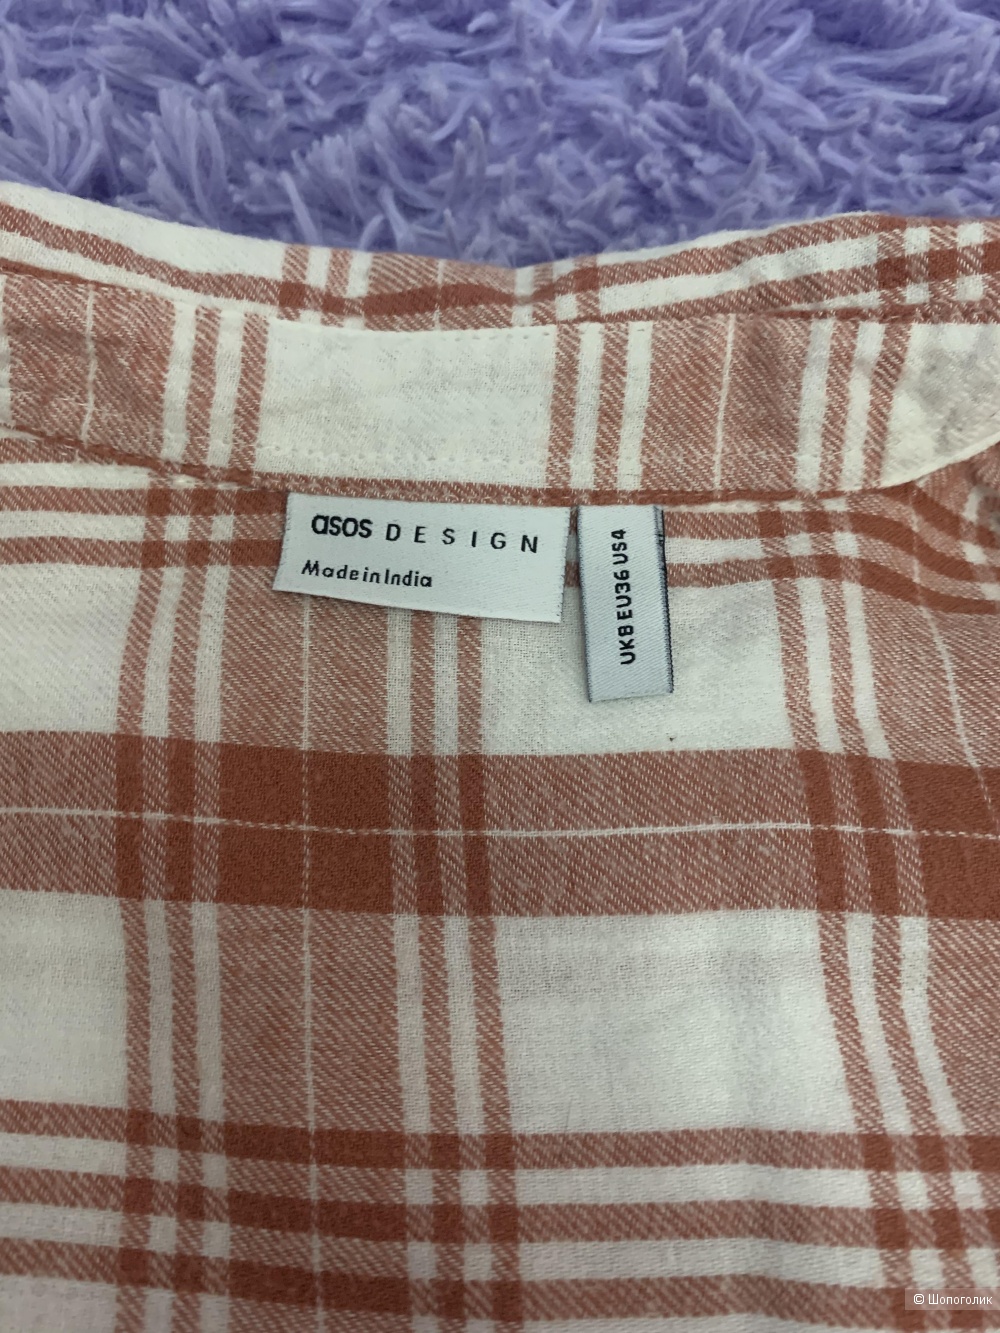 asos DESIGN
Made in India
UK8 EU36 US4
© Шопоголик